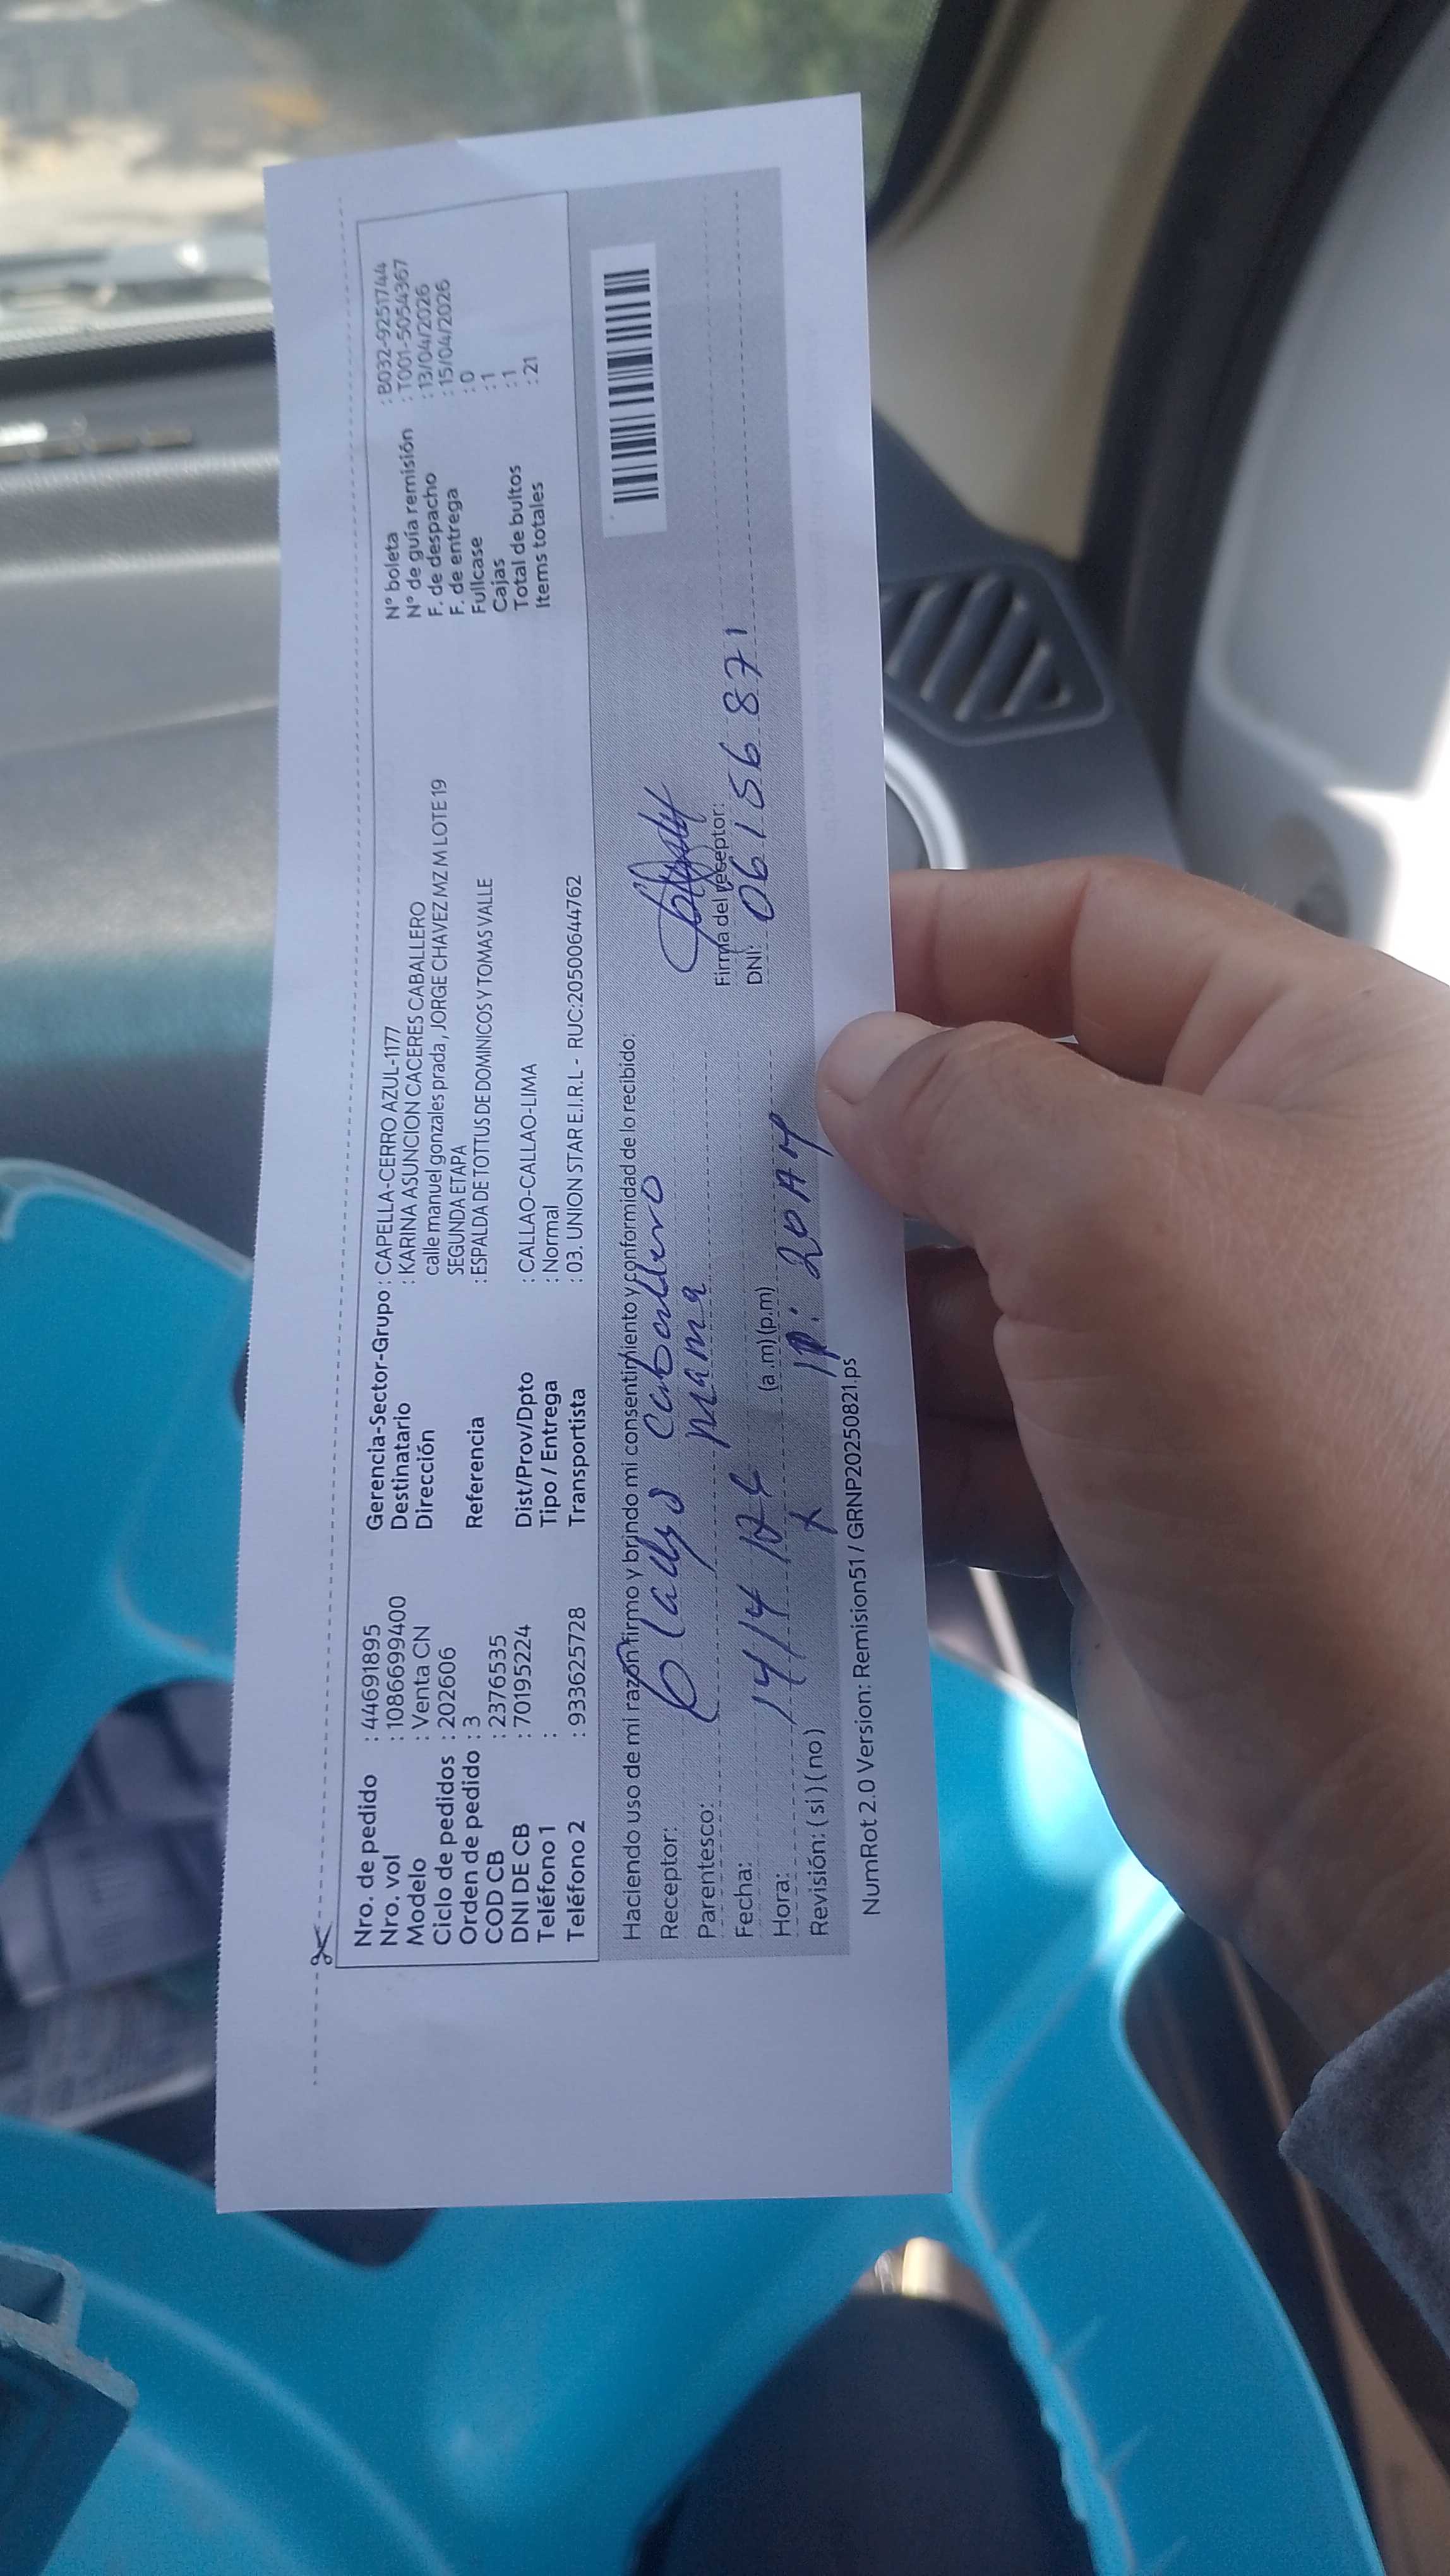 Nro. de pedido : 44691895
Nro. vol : 1086699400
Modelo : Venta CN
Ciclo de pedidos : 202606
Orden de pedido : 3
COD CB : 2376535
DNI DE CB : 70195224
Teléfono 1 :
Teléfono 2 : 933625728
Gerencia-Sector-Grupo : CAPELLA-CERRO AZUL-1177
Destinatario : KARINA ASUNCION CACERES CABALLERO
Dirección calle manuel gonzales prada , JORGE CHAVEZ MZ M LOTE 19
SEGUNDA ETAPA
Referencia : ESPALDA DE TOTTUS DE DOMINICOS Y TOMAS VALLE
Dist/Prov/Dpto : CALLAO-CALLAO-LIMA
Tipo / Entrega : Normal
Transportista : 03. UNION STAR E.I.R.L - RUC:20500644762
N° boleta : B032-9251744
N° de guía remisión : T001-5054367
F. de despacho : 13/04/2026
F. de entrega : 15/04/2026
Fullcase : 0
Cajas : 1
Total de bultos : 1
Items totales : 21
Haciendo uso de mi razón firmo y brindo mi consentimiento y conformidad de lo recibido:
Receptor: caballero
Parentesco: mama
Fecha: 14/4
Hora: (a.m) (p.m) 20 AM
Revisión: ( si ) ( no )
Firma del receptor:
DNI: 06156871
NumRot 2.0 Version: Remision51 / GRNP20250821.ps